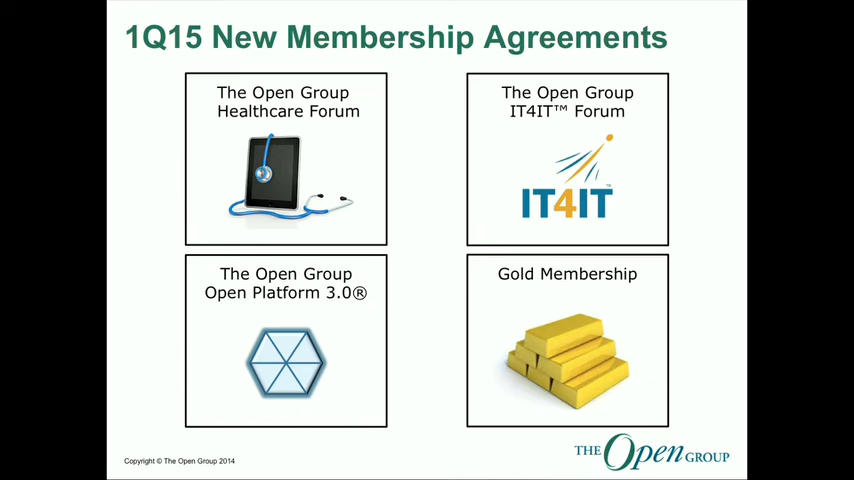 1Q15 New Membership Agreements
The Open Group
Healthcare Forum
The Open Group
IT4IT™ Forum
IT4IT™
The Open Group
Open Platform 3.0®
Gold Membership
Copyright © The Open Group 2014
THE Open GROUP